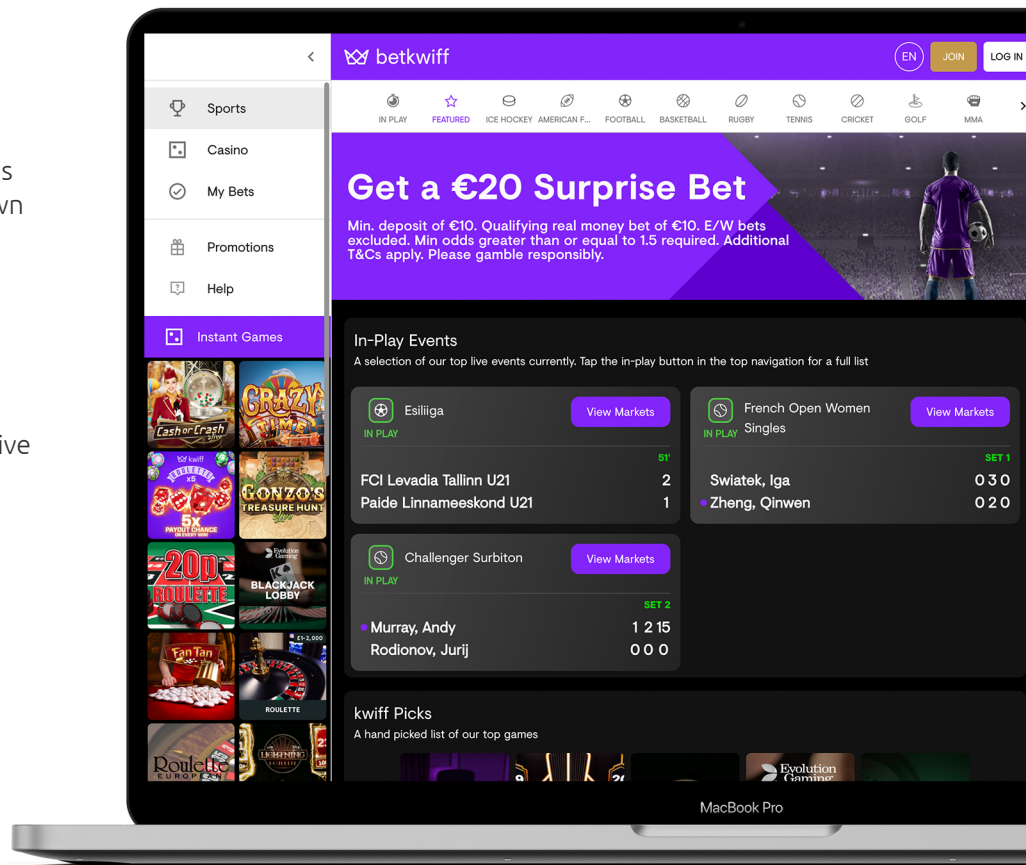 s
vn
ive
betkwiff
EN
JOIN
LOG IN
Sports
Casino
My Bets
Promotions
Help
Instant Games
IN PLAY
FEATURED
ICE HOCKEY
AMERICAN F...
FOOTBALL
BASKETBALL
RUGBY
TENNIS
CRICKET
GOLF
MMA
Get a €20 Surprise Bet
Min. deposit of €10. Qualifying real money bet of €10. E/W bets
excluded. Min odds greater than or equal to 1.5 required. Additional
T&Cs apply. Please gamble responsibly.
Cash or Crash
live
CRAZY
TIME
kwiff
ROULETTE
x5
5x
PAYOUT CHANCE
ON EVERY WIN!
GONZO'S
TREASURE HUNT
live
20p
ROULETTE
Evolution
Gaming
BLACKJACK
LOBBY
Fan Tan
£1-2,000
ROULETTE
Roulette
EUROPEAN
LIGHTNING
In-Play Events
A selection of our top live events currently. Tap the in-play button in the top navigation for a full list
Esiliiga
View Markets
IN PLAY
51'
FCI Levadia Tallinn U21 2
Paide Linnameeskond U21 1
French Open Women
Singles
View Markets
IN PLAY
SET 1
Swiatek, Iga 0 3 0
Zheng, Qinwen 0 2 0
Challenger Surbiton
View Markets
IN PLAY
SET 2
Murray, Andy 1 2 15
Rodionov, Jurij 0 0 0
kwiff Picks
A hand picked list of our top games
Evolution
Gaming
MacBook Pro